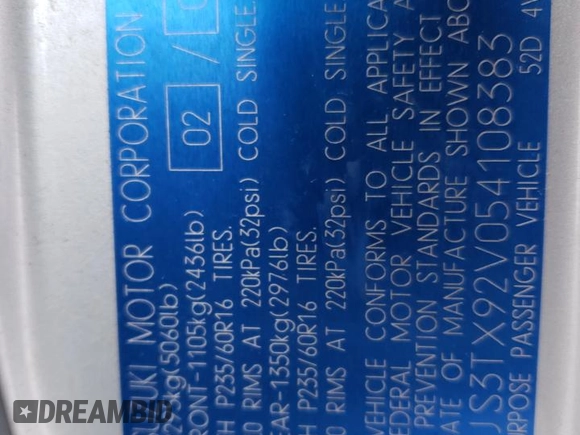 UKI MOTOR CORPORATION
02 /
(5060lb)
RONT-1105kg(2436lb)
H P235/60R16 TIRES.
RIMS AT 220kPa(32psi) COLD SINGLE
EAR-1350kg(2976lb)
H P235/60R16 TIRES.
RIMS AT 220kPa(32psi) COLD SINGLE
VEHICLE CONFORMS TO ALL APPLICA
EDERAL MOTOR VEHICLE SAFETY A
PREVENTION STANDARDS IN EFFECT
ATE OF MANUFACTURE SHOWN ABO
JS3TX92V054108383
RPOSE PASSENGER VEHICLE 52D 4W
DREAMBID